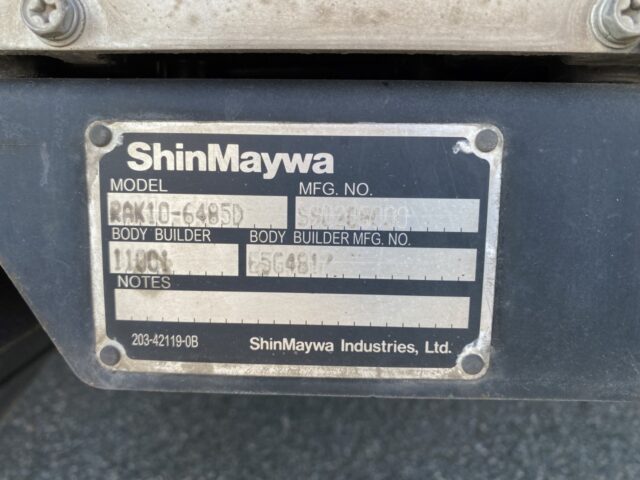 ShinMaywa
MODEL MFG. NO.
RAK10-6485D
BODY BUILDER BODY BUILDER MFG. NO.
NOTES
203-42119-0B ShinMaywa Industries, Ltd.